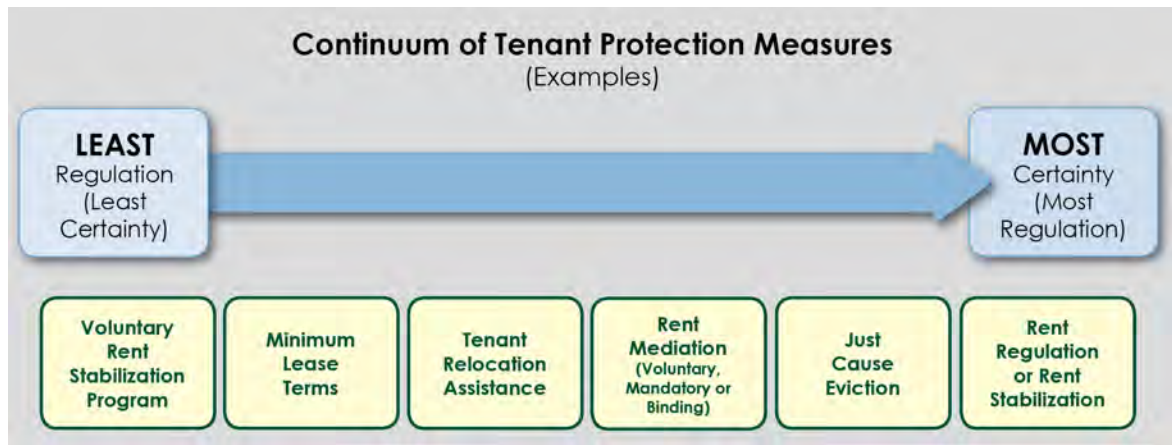 Continuum of Tenant Protection Measures
(Examples)
LEAST
Regulation
(Least
Certainty)
MOST
Certainty
(Most
Regulation)
Voluntary
Rent
Stabilization
Program
Minimum
Lease
Terms
Tenant
Relocation
Assistance
Rent
Mediation
(Voluntary,
Mandatory or
Binding)
Just
Cause
Eviction
Rent
Regulation
or Rent
Stabilization